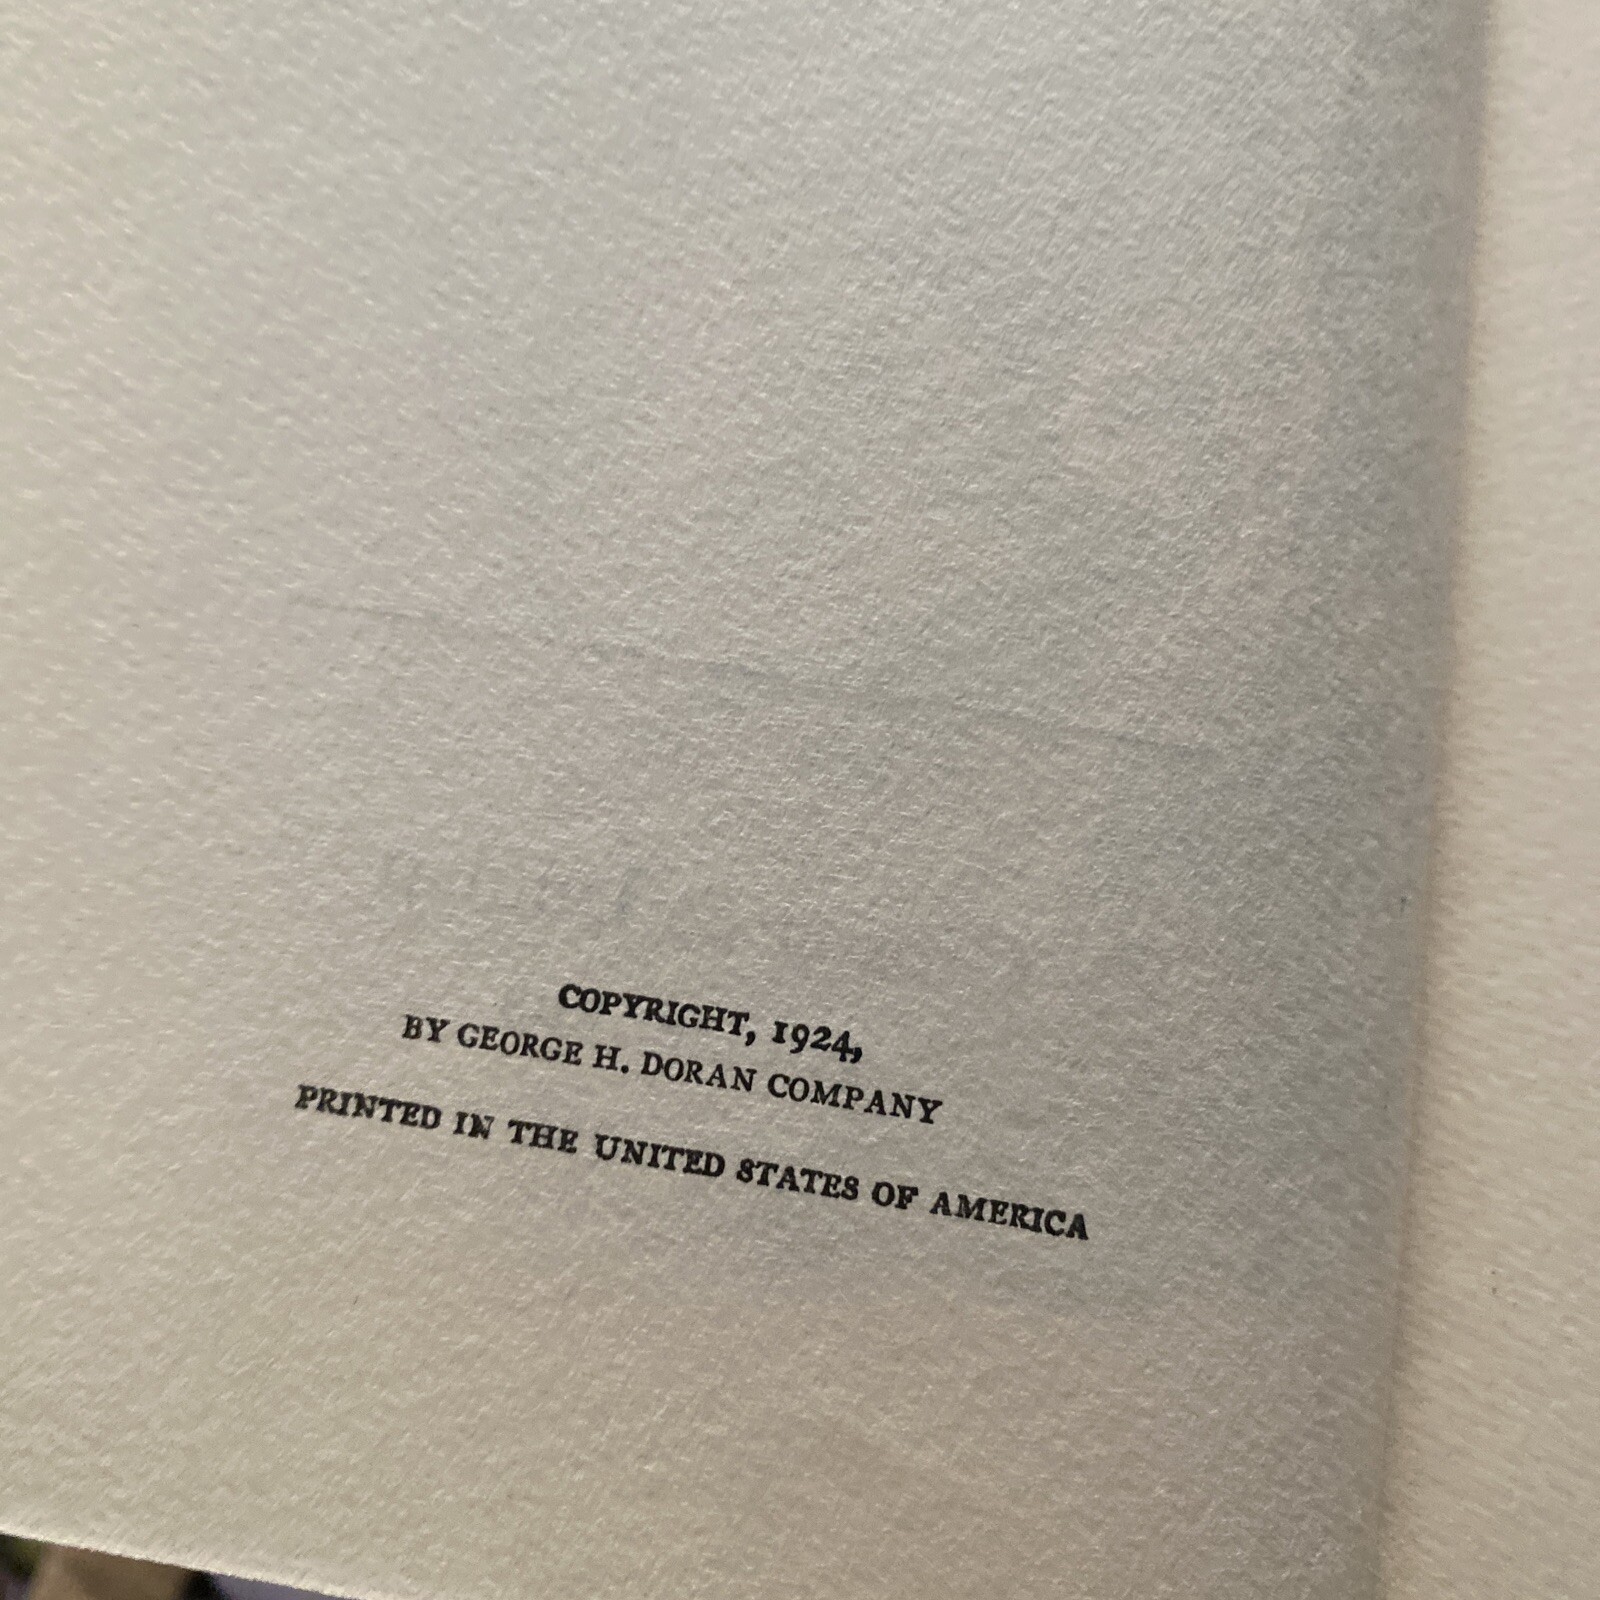 COPYRIGHT, 1924,
BY GEORGE H. DORAN COMPANY
PRINTED IN THE UNITED STATES OF AMERICA